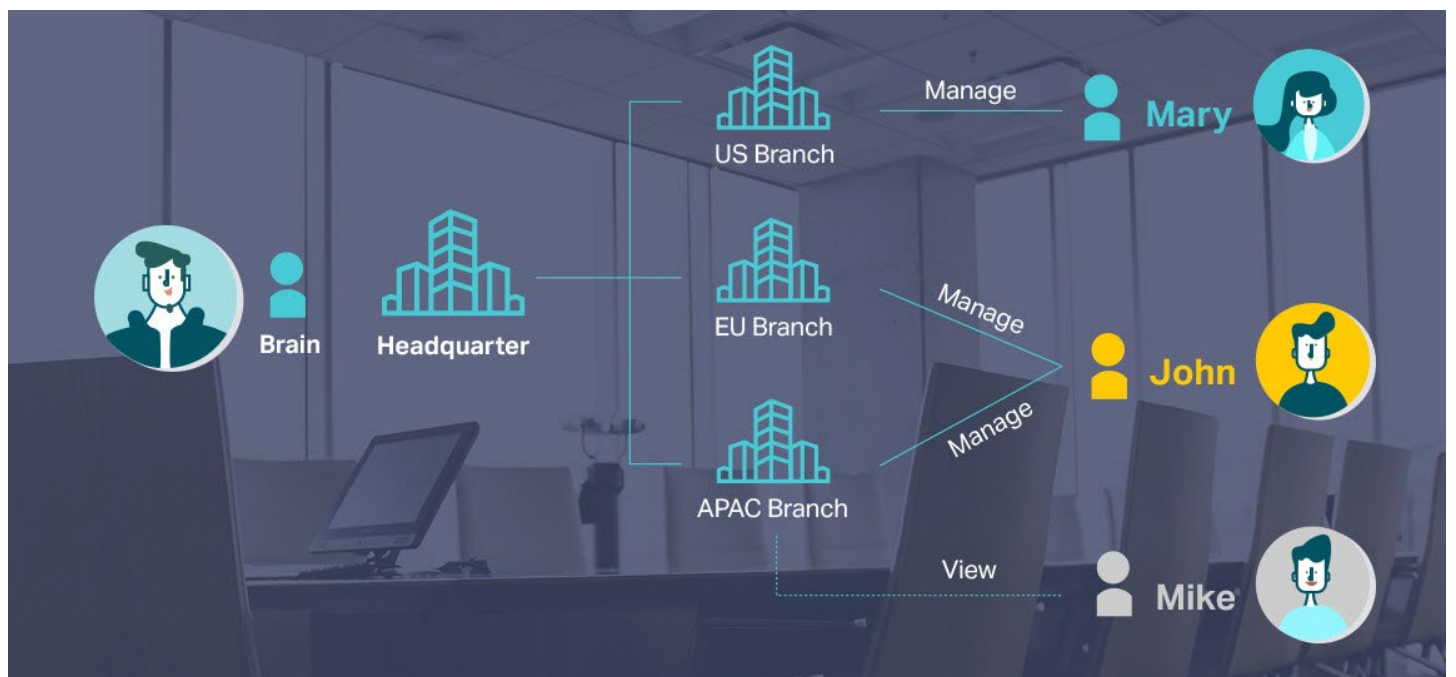 Manage
Mary
US Branch
Brain
Headquarter
EU Branch
Manage
John
Manage
APAC Branch
View
Mike